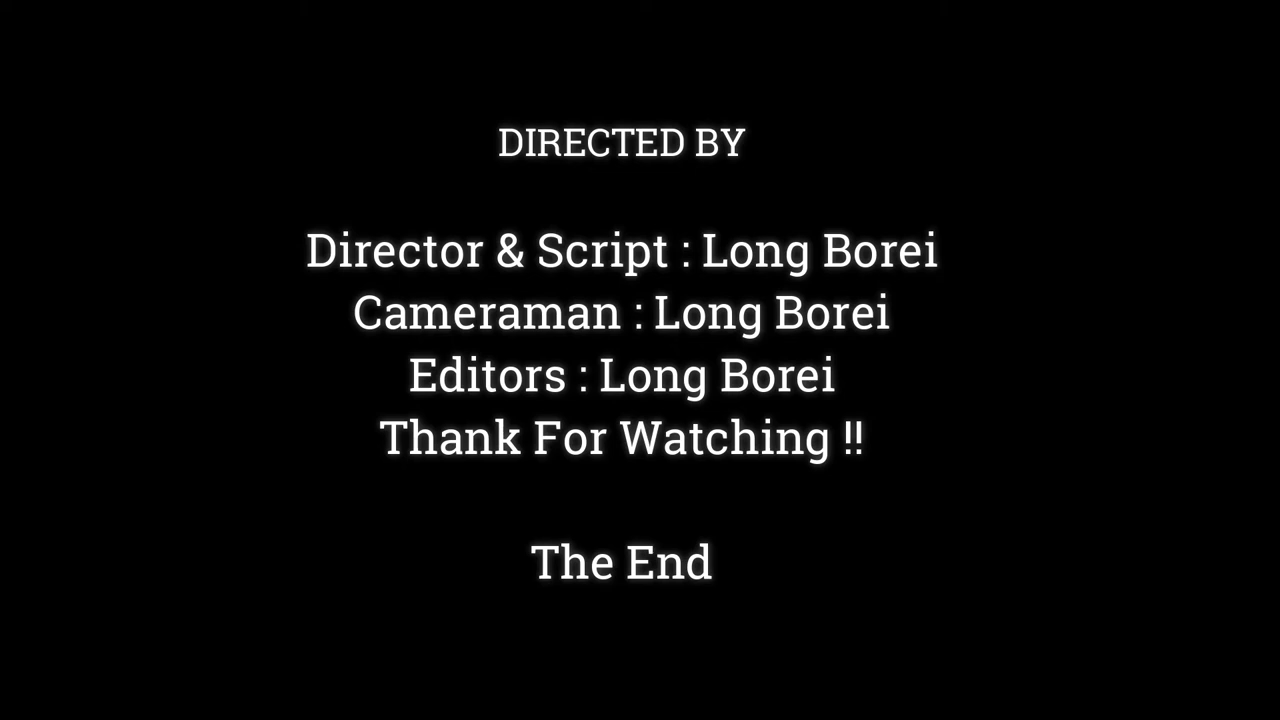 DIRECTED BY
Director & Script : Long Borei
Cameraman : Long Borei
Editors : Long Borei
Thank For Watching !!
The End